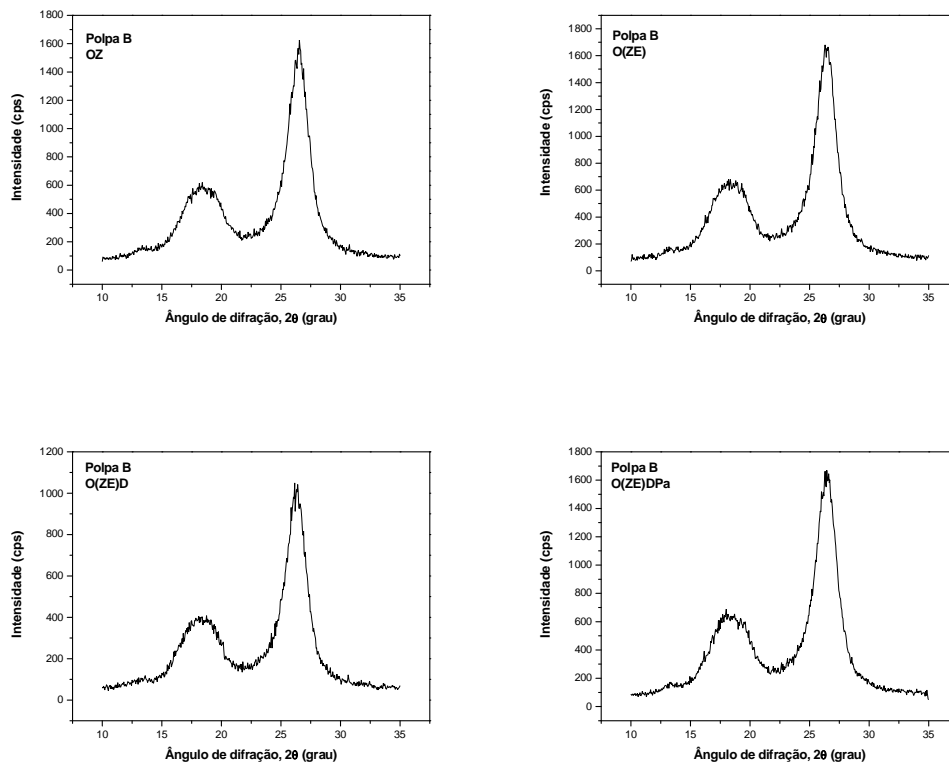 Polpa B
OZ
Intensidade (cps)
1800
1600
1400
1200
1000
800
600
400
200
0
10 15 20 25 30 35
Ângulo de difração, 2θ (grau)
Polpa B
O(ZE)
Intensidade (cps)
1800
1600
1400
1200
1000
800
600
400
200
0
10 15 20 25 30 35
Ângulo de difração, 2θ (grau)
Polpa B
O(ZE)D
Intensidade (cps)
1200
1000
800
600
400
200
0
10 15 20 25 30 35
Ângulo de difração, 2θ (grau)
Polpa B
O(ZE)DPa
Intensidade (cps)
1800
1600
1400
1200
1000
800
600
400
200
0
10 15 20 25 30 35
Ângulo de difração, 2θ (grau)